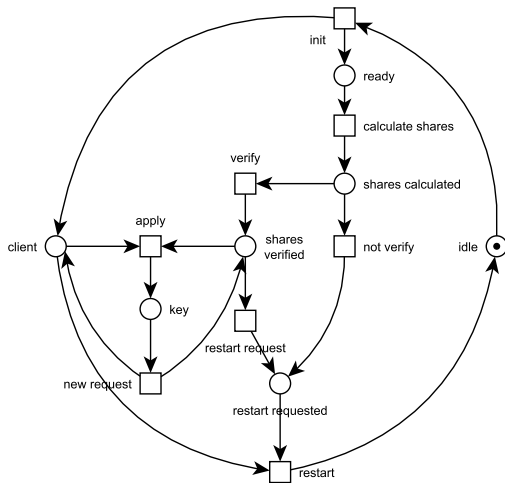 init
ready
calculate shares
verify
shares calculated
apply
client
shares
verified
not verify
idle
key
restart request
new request
restart requested
restart